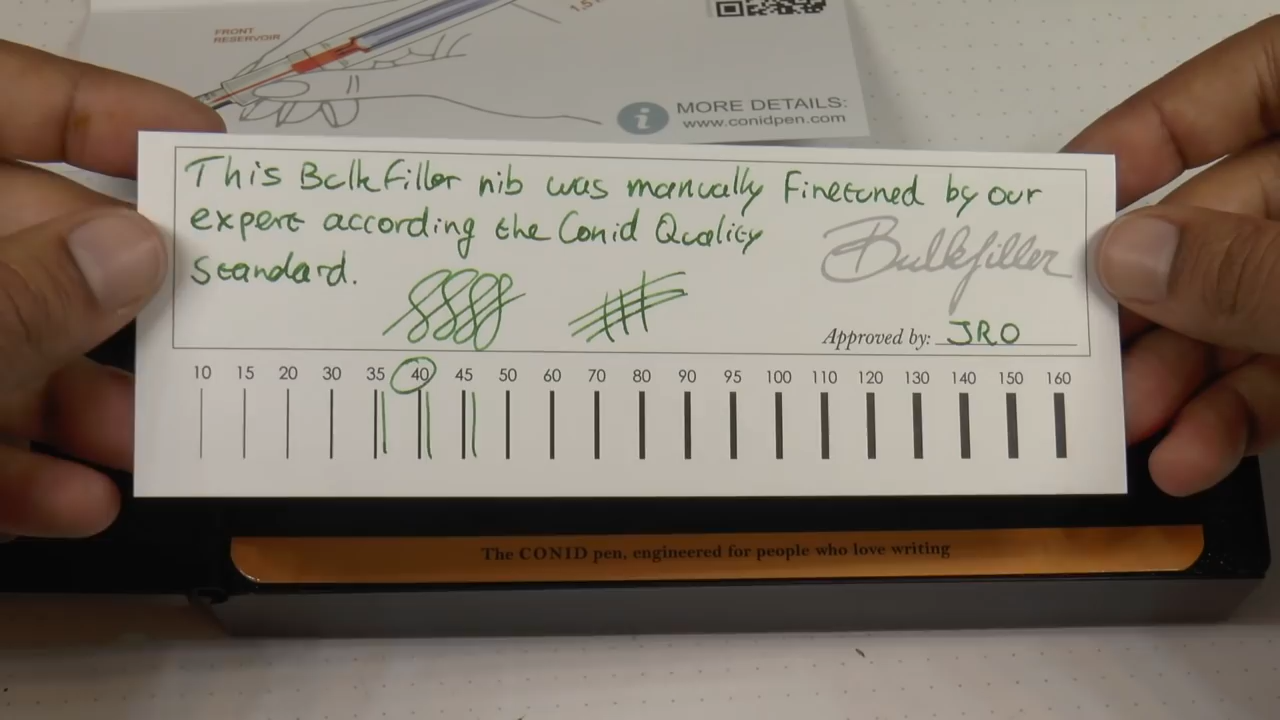 FRONT
RESERVOIR
MORE DETAILS:
www.conidpen.com
This Bulkfiller nib was manually Finetuned by our
expert according the Conid Quality
Standard.
Bulkfiller
Approved by: JRO
10 15 20 30 35 40 45 50 60 70 80 90 95 100 110 120 130 140 150 160
The CONID pen, engineered for people who love writing